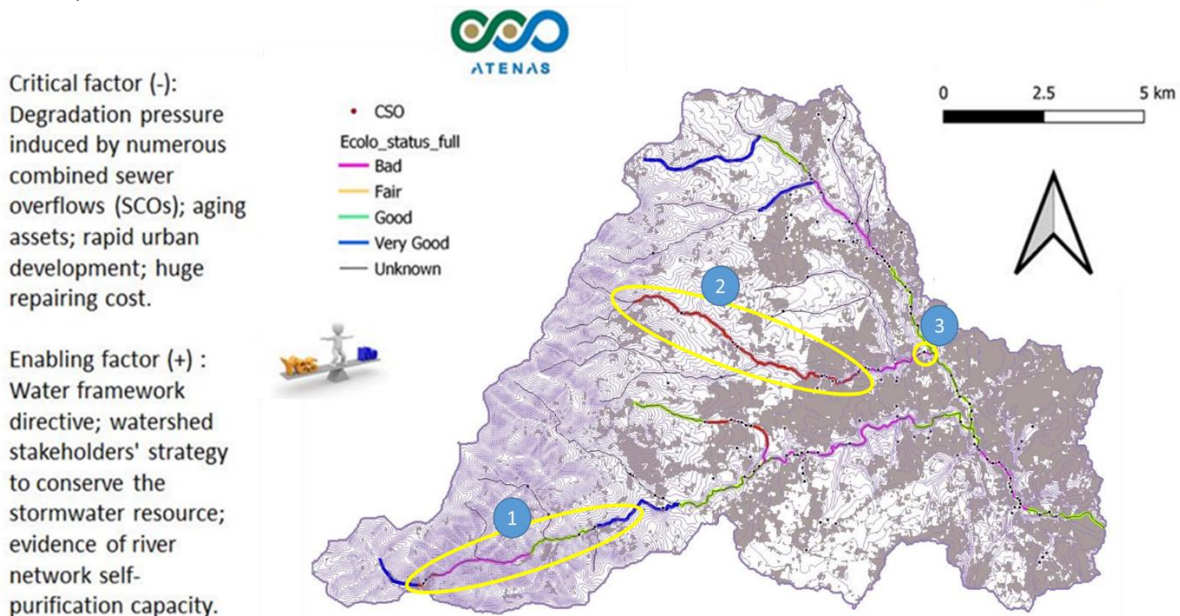 ATENAS
Critical factor (-):
Degradation pressure
induced by numerous
combined sewer
overflows (SCOs); aging
assets; rapid urban
development; huge
repairing cost.
Enabling factor (+) :
Water framework
directive; watershed
stakeholders' strategy
to conserve the
stormwater resource;
evidence of river
network self-
purification capacity.
CSO
Ecolo_status_full
Bad
Fair
Good
Very Good
Unknown
0 2.5 5 km
1
2
3